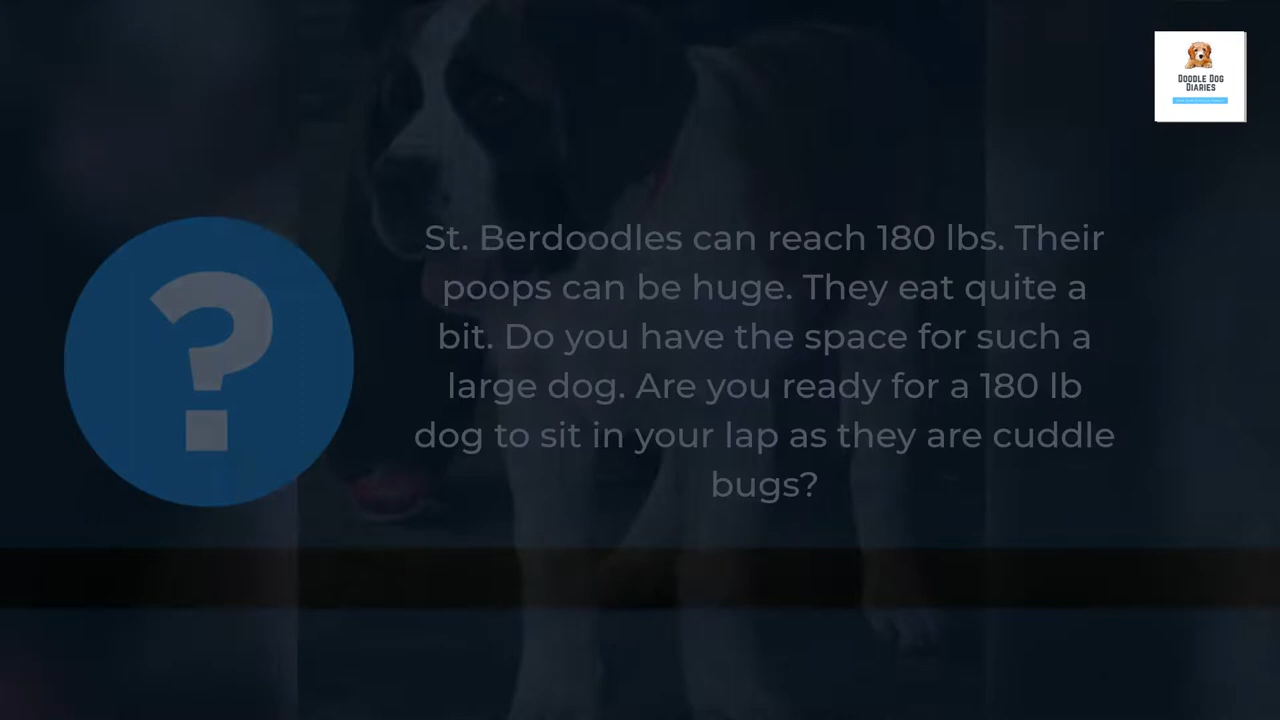 DOODLE DOG
DIARIES
St. Berdoodles can reach 180 lbs. Their
poops can be huge. They eat quite a
bit. Do you have the space for such a
large dog. Are you ready for a 180 lb
dog to sit in your lap as they are cuddle
bugs?
?